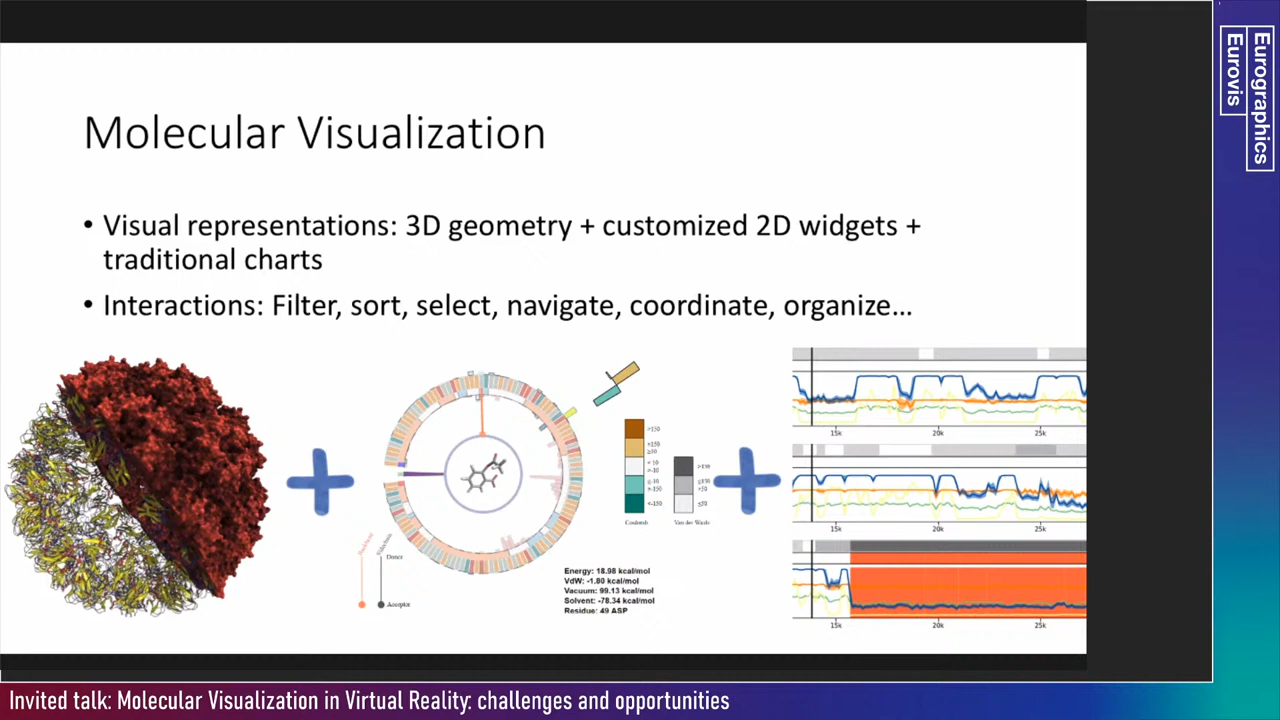 Molecular Visualization
• Visual representations: 3D geometry + customized 2D widgets +
traditional charts
• Interactions: Filter, sort, select, navigate, coordinate, organize…
>150
Coulomb
Van der Waals
Donor
Acceptor
Energy: 18.98 kcal/mol
VdW: -1.80 kcal/mol
Vacuum: 99.13 kcal/mol
Solvent: -78.34 kcal/mol
Residue: 49 ASP
15k 20k 25k
15k 20k 25k
15k 20k 25k
Eurographics
Eurovis
Invited talk: Molecular Visualization in Virtual Reality: challenges and opportunities